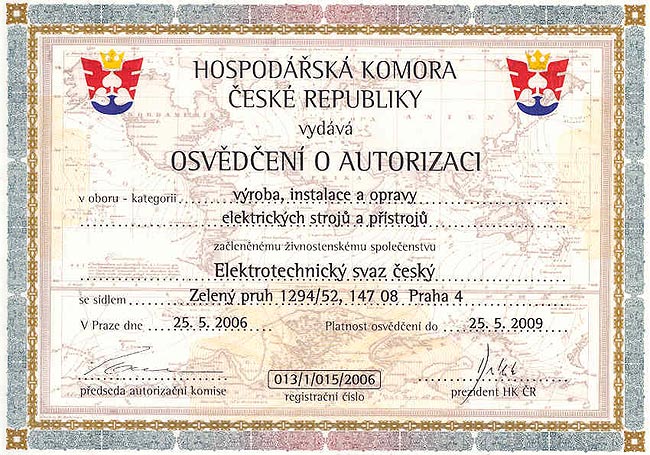 HOSPODÁŘSKÁ KOMORA
ČESKÉ REPUBLIKY
vydává
OSVĚDČENÍ O AUTORIZACI
v oboru - kategorii výroba, instalace a opravy
elektrických strojů a přístrojů
začleněnému živnostenskému společenstvu
Elektrotechnický svaz český
se sídlem Zelený pruh 1294/52, 147 08 Praha 4
V Praze dne 25. 5. 2006 Platnost osvědčení do 25. 5. 2009
013/1/015/2006
předseda autorizační komise registrační číslo prezident HK ČR